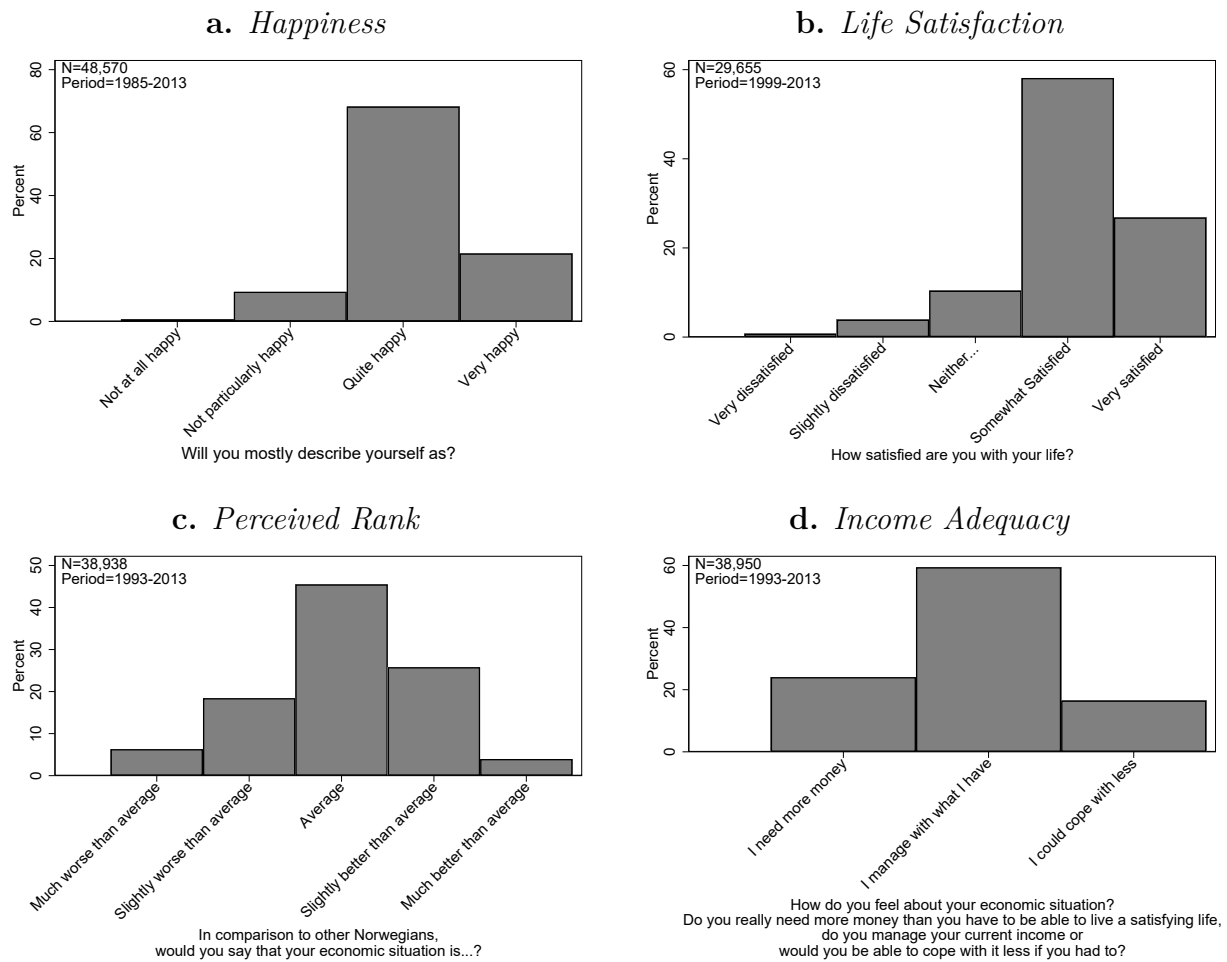 a. Happiness
N=48,570
Period=1985-2013
80
60
40
20
0
Percent
Not at all happy
Not particularly happy
Quite happy
Very happy
Will you mostly describe yourself as?
b. Life Satisfaction
N=29,655
Period=1999-2013
60
40
20
0
Percent
Very dissatisfied
Slightly dissatisfied
Neither...
Somewhat Satisfied
Very satisfied
How satisfied are you with your life?
c. Perceived Rank
N=38,938
Period=1993-2013
50
40
30
20
10
0
Percent
Much worse than average
Slightly worse than average
Average
Slightly better than average
Much better than average
In comparison to other Norwegians,
would you say that your economic situation is...?
d. Income Adequacy
N=38,950
Period=1993-2013
60
40
20
0
Percent
I need more money
I manage with what I have
I could cope with less
How do you feel about your economic situation?
Do you really need more money than you have to be able to live a satisfying life,
do you manage your current income or
would you be able to cope with it less if you had to?